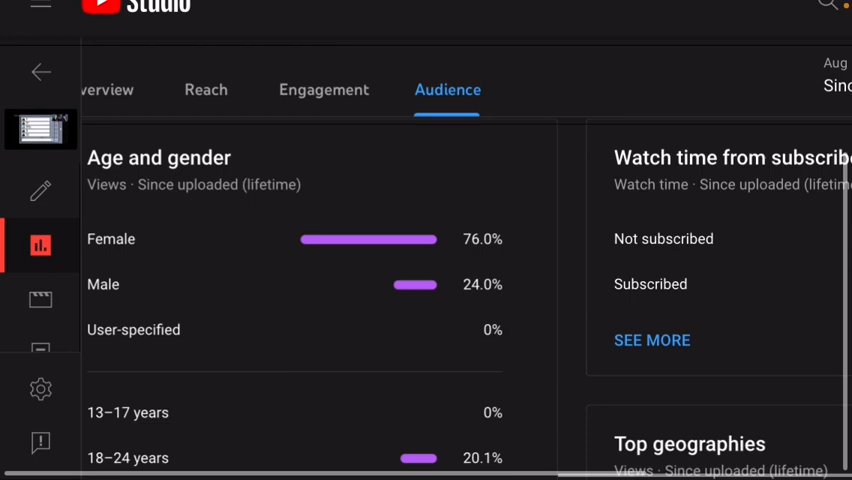 Studio
verview
Reach
Engagement
Audience
Aug
Sinc
Age and gender
Views · Since uploaded (lifetime)
Female 76.0%
Male 24.0%
User-specified 0%
13–17 years 0%
18–24 years 20.1%
Watch time from subscribe
Watch time · Since uploaded (lifetim
Not subscribed
Subscribed
SEE MORE
Top geographies
Views · Since uploaded (lifetime)